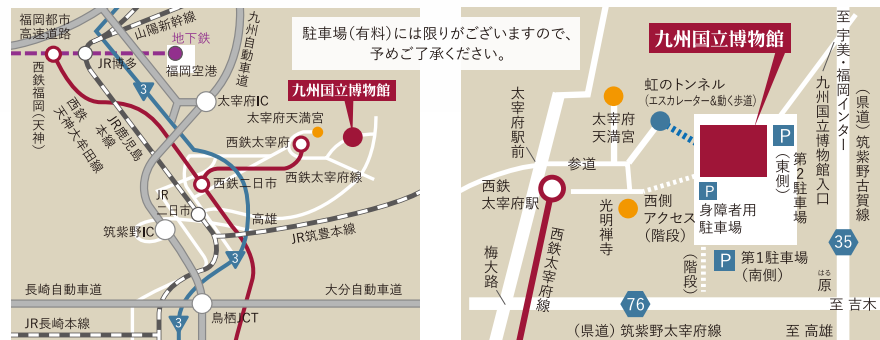 福岡都市
高速道路
山陽新幹線
九州自動車道
地下鉄
JR博多
福岡空港
3
西鉄福岡(天神)
西鉄
天神大牟田線
JR鹿児島
本線
太宰府IC
九州国立博物館
太宰府天満宮
西鉄太宰府
西鉄太宰府線
西鉄二日市
JR
二日市
高雄
筑紫野IC
JR筑豊本線
3
長崎自動車道
大分自動車道
3
鳥栖JCT
JR長崎本線
駐車場(有料)には限りがございますので、
予めご了承ください。
九州国立博物館
至 宇美・福岡インター
虹のトンネル
(エスカレーター&動く歩道)
太宰府
天満宮
太宰府駅前
参道
P
第2駐車場
(東側)
九州国立博物館入口
(県道)筑紫野古賀線
西鉄
太宰府駅
P
身障者用
駐車場
西側
アクセス
(階段)
光明禅寺
梅大路
西鉄太宰府線
(階段)
P
第1駐車場
(南側)
35
はる
原
76
至 吉木
(県道)筑紫野太宰府線
至 高雄